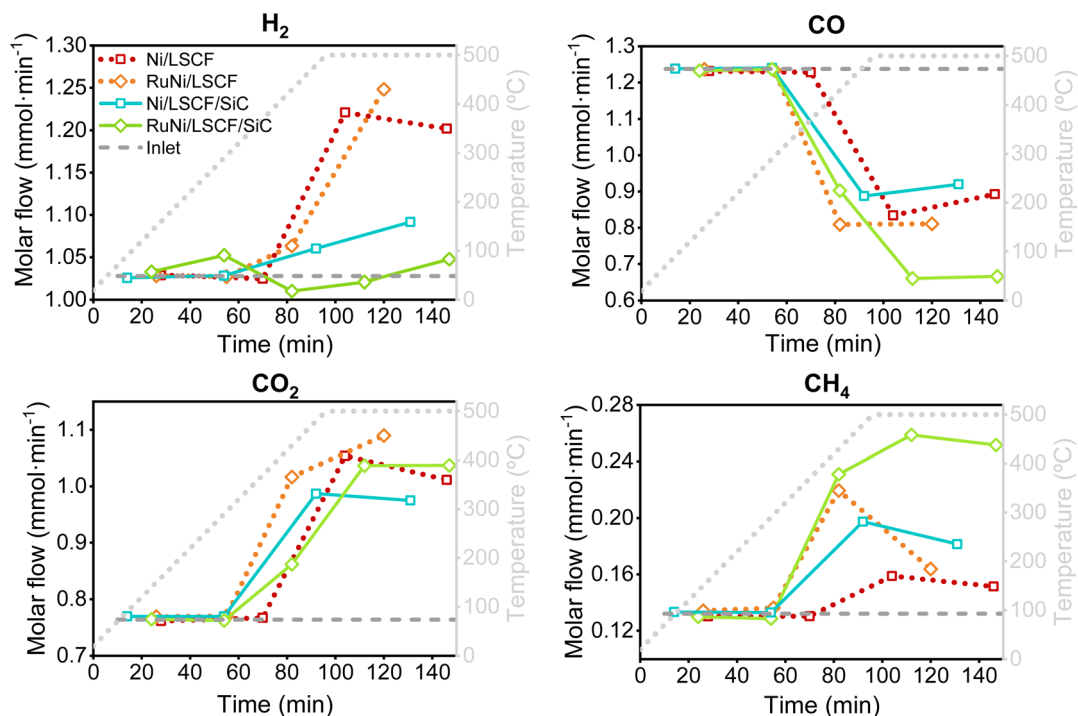 H₂
Molar flow (mmol·min⁻¹)
1.30
1.25
1.20
1.15
1.10
1.05
1.00
Ni/LSCF
RuNi/LSCF
Ni/LSCF/SiC
RuNi/LSCF/SiC
Inlet
500
400
300
200
100
0
Temperature (ºC)
0 20 40 60 80 100 120 140
Time (min)
CO
Molar flow (mmol·min⁻¹)
1.3
1.2
1.1
1.0
0.9
0.8
0.7
0.6
500
400
300
200
100
0
Temperature (ºC)
0 20 40 60 80 100 120 140
Time (min)
CO₂
Molar flow (mmol·min⁻¹)
1.1
1.0
0.9
0.8
0.7
500
400
300
200
100
0
Temperature (ºC)
0 20 40 60 80 100 120 140
Time (min)
CH₄
Molar flow (mmol·min⁻¹)
0.28
0.24
0.20
0.16
0.12
500
400
300
200
100
0
Temperature (ºC)
0 20 40 60 80 100 120 140
Time (min)